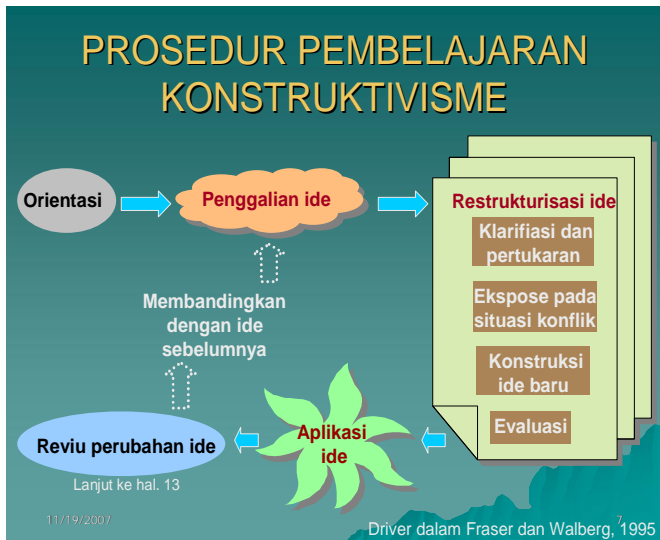 PROSEDUR PEMBELAJARAN
KONSTRUKTIVISME
Orientasi
Penggalian ide
Restrukturisasi ide
Klarifiasi dan
pertukaran
Ekspose pada
situasi konflik
Konstruksi
ide baru
Evaluasi
Membandingkan
dengan ide
sebelumnya
Aplikasi
ide
Reviu perubahan ide
Lanjut ke hal. 13
11/19/2007
7
Driver dalam Fraser dan Walberg, 1995